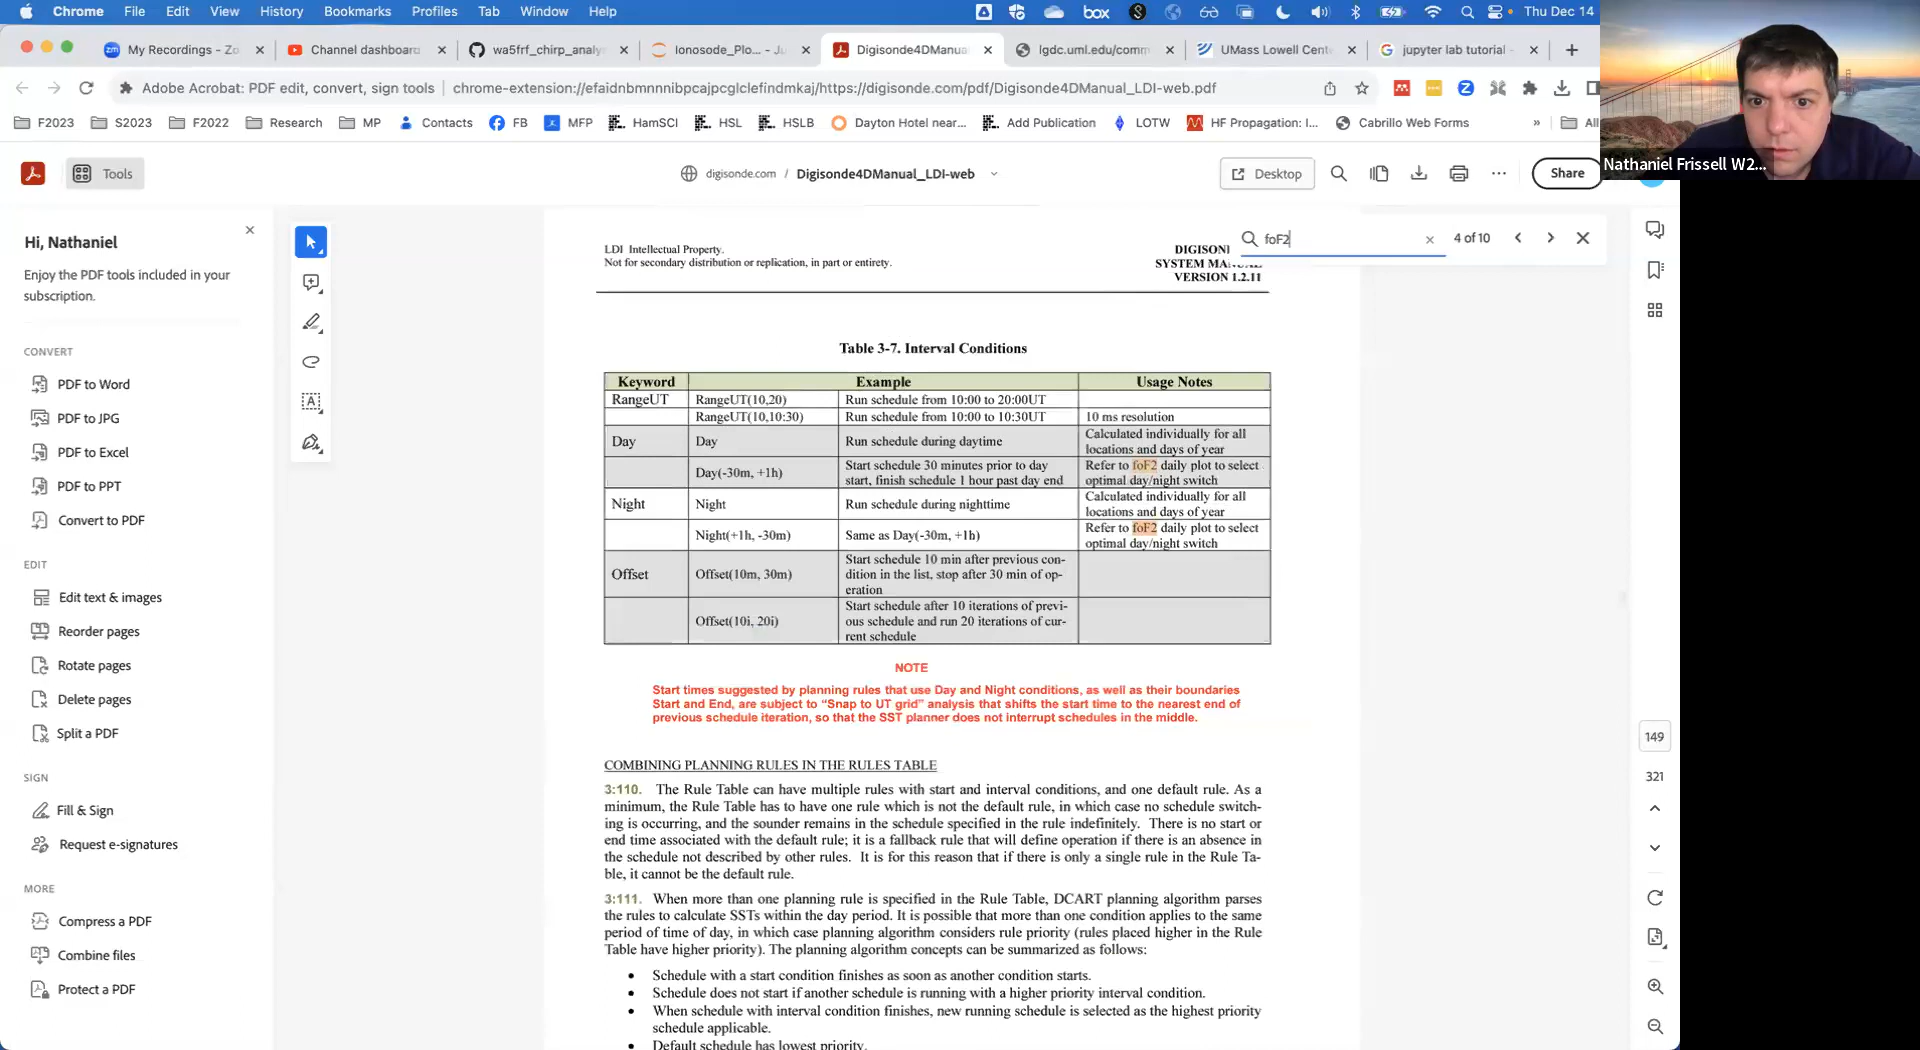 Chrome File Edit View History Bookmarks Profiles Tab Window Help box Thu Dec 14
My Recordings - Zo Channel dashboard wa5frf_chirp_analy Ionosode_Plo... - Ju Digisonde4DManual lgdc.uml.edu/comm UMass Lowell Cent jupyter lab tutorial -
Adobe Acrobat: PDF edit, convert, sign tools chrome-extension://efaidnbmnnnibpcajpcglclefindmkaj/https://digisonde.com/pdf/Digisonde4DManual_LDI-web.pdf
F2023 S2023 F2022 Research MP Contacts FB MFP HamSCI HSL HSLB Dayton Hotel near... Add Publication LOTW HF Propagation: I... Cabrillo Web Forms » All
Nathaniel Frissell W2...
Tools digisonde.com / Digisonde4DManual_LDI-web Desktop Share
Hi, Nathaniel
Enjoy the PDF tools included in your
subscription.
CONVERT
PDF to Word
PDF to JPG
PDF to Excel
PDF to PPT
Convert to PDF
EDIT
Edit text & images
Reorder pages
Rotate pages
Delete pages
Split a PDF
SIGN
Fill & Sign
Request e-signatures
MORE
Compress a PDF
Combine files
Protect a PDF
foF2 4 of 10
LDI Intellectual Property.
Not for secondary distribution or replication, in part or entirety.
DIGISOND
SYSTEM MANUAL
VERSION 1.2.11
Table 3-7. Interval Conditions
Keyword Example Usage Notes
RangeUT RangeUT(10,20) Run schedule from 10:00 to 20:00UT
RangeUT(10,10:30) Run schedule from 10:00 to 10:30UT 10 ms resolution
Day Day Run schedule during daytime Calculated individually for all
locations and days of year
Day(-30m, +1h) Start schedule 30 minutes prior to day
start, finish schedule 1 hour past day end
Refer to foF2 daily plot to select
optimal day/night switch
Night Night Run schedule during nighttime Calculated individually for all
locations and days of year
Night(+1h, -30m) Same as Day(-30m, +1h) Refer to foF2 daily plot to select
optimal day/night switch
Offset Offset(10m, 30m) Start schedule 10 min after previous con-
dition in the list, stop after 30 min of op-
eration
Offset(10i, 20i) Start schedule after 10 iterations of previ-
ous schedule and run 20 iterations of cur-
rent schedule
NOTE
Start times suggested by planning rules that use Day and Night conditions, as well as their boundaries
Start and End, are subject to “Snap to UT grid” analysis that shifts the start time to the nearest end of
previous schedule iteration, so that the SST planner does not interrupt schedules in the middle.
COMBINING PLANNING RULES IN THE RULES TABLE
3:110. The Rule Table can have multiple rules with start and interval conditions, and one default rule. As a
minimum, the Rule Table has to have one rule which is not the default rule, in which case no schedule switch-
ing is occurring, and the sounder remains in the schedule specified in the rule indefinitely. There is no start or
end time associated with the default rule; it is a fallback rule that will define operation if there is an absence in
the schedule not described by other rules. It is for this reason that if there is only a single rule in the Rule Ta-
ble, it cannot be the default rule.
3:111. When more than one planning rule is specified in the Rule Table, DCART planning algorithm parses
the rules to calculate SSTs within the day period. It is possible that more than one condition applies to the same
period of time of day, in which case planning algorithm considers rule priority (rules placed higher in the Rule
Table have higher priority). The planning algorithm concepts can be summarized as follows:
• Schedule with a start condition finishes as soon as another condition starts.
• Schedule does not start if another schedule is running with a higher priority interval condition.
• When schedule with interval condition finishes, new running schedule is selected as the highest priority
schedule applicable.
• Default schedule has lowest priority.
149
321